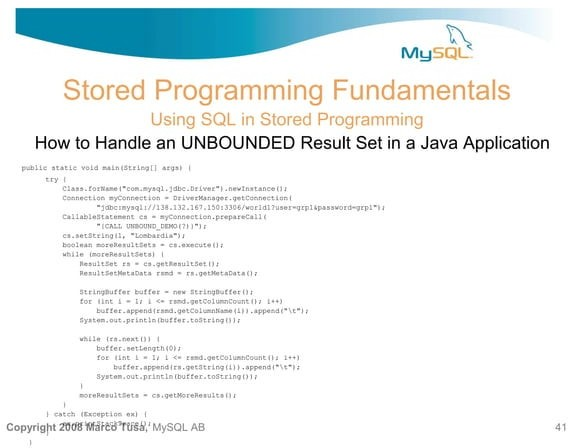 MySQL
Stored Programming Fundamentals
Using SQL in Stored Programming
How to Handle an UNBOUNDED Result Set in a Java Application
public static void main(String[] args) {
try {
Class.forName("com.mysql.jdbc.Driver").newInstance();
Connection myConnection = DriverManager.getConnection(
"jdbc:mysql://138.132.167.150:3306/world1?user=grp1&password=grp1");
CallableStatement cs = myConnection.prepareCall(
"{CALL UNBOUND_DEMO(?)}");
cs.setString(1, "Lombardia");
boolean moreResultSets = cs.execute();
while (moreResultSets) {
ResultSet rs = cs.getResultSet();
ResultSetMetaData rsmd = rs.getMetaData();
StringBuffer buffer = new StringBuffer();
for (int i = 1; i <= rsmd.getColumnCount(); i++)
buffer.append(rsmd.getColumnName(i)).append("\t");
System.out.println(buffer.toString());
while (rs.next()) {
buffer.setLength(0);
for (int i = 1; i <= rsmd.getColumnCount(); i++)
buffer.append(rs.getString(i)).append("\t");
System.out.println(buffer.toString());
}
moreResultSets = cs.getMoreResults();
}
} catch (Exception ex) {
Copyright 2008 Marco Tusa, MySQL AB
41
}